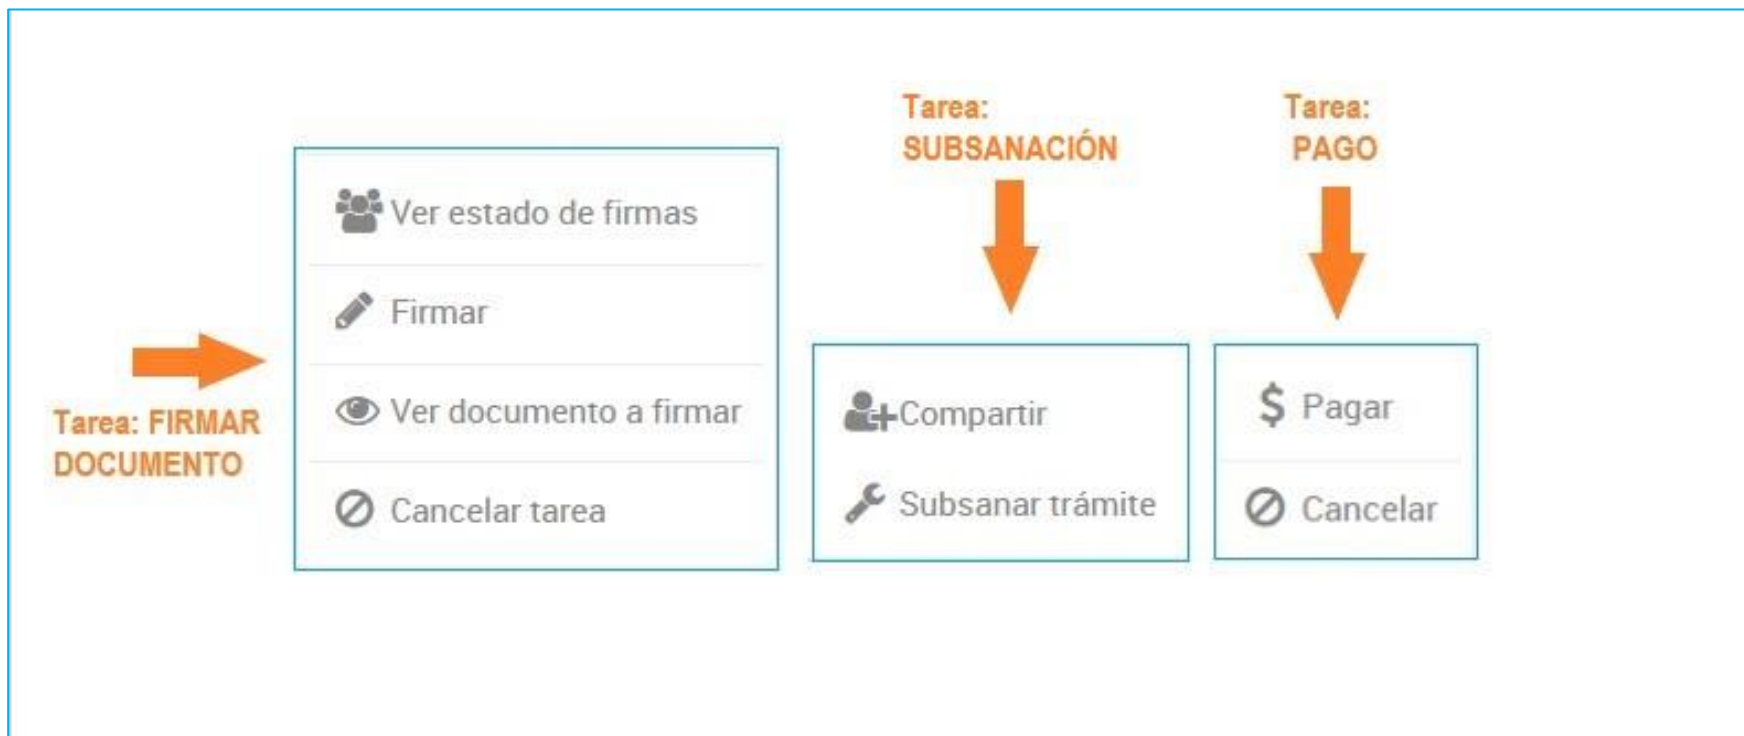 Tarea: FIRMAR
DOCUMENTO
Ver estado de firmas
Firmar
Ver documento a firmar
Cancelar tarea
Tarea:
SUBSANACIÓN
Compartir
Subsanar trámite
Tarea:
PAGO
$ Pagar
Cancelar